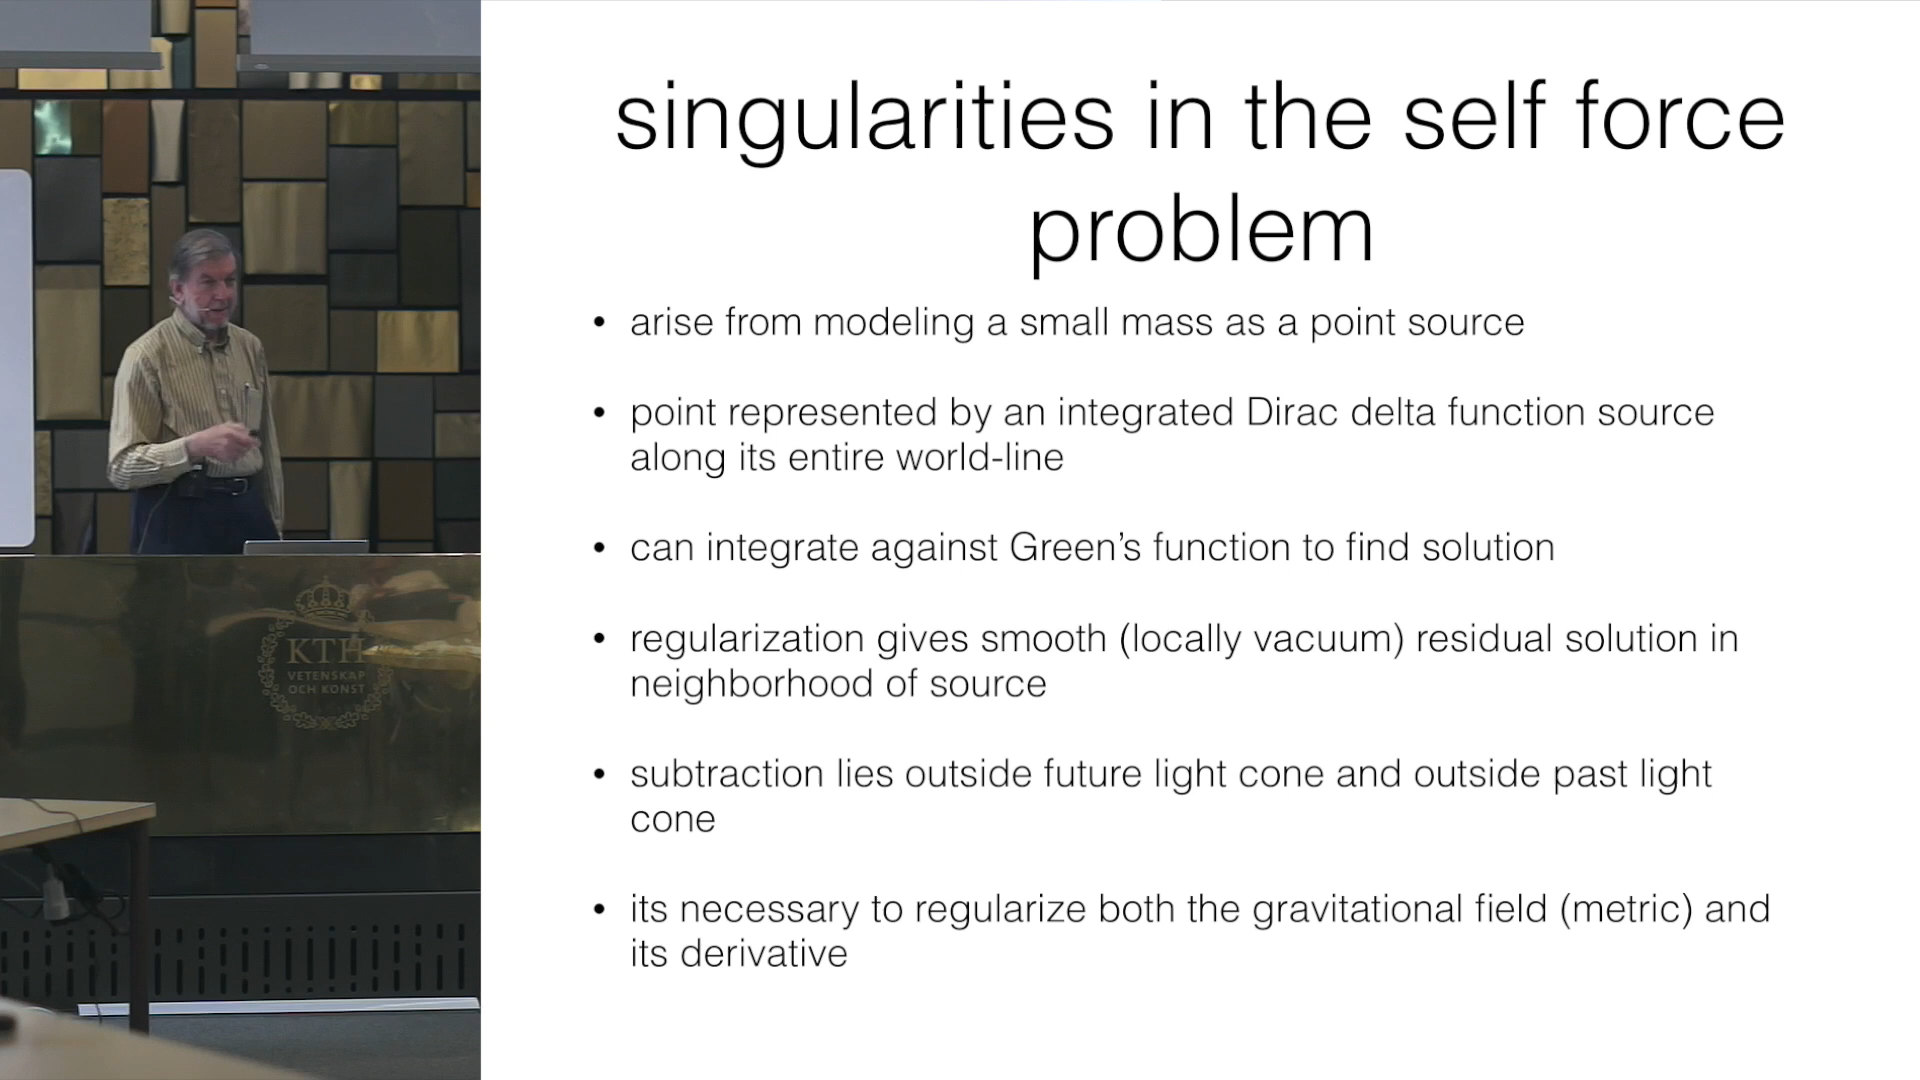 singularities in the self force
problem
• arise from modeling a small mass as a point source
• point represented by an integrated Dirac delta function source
along its entire world-line
• can integrate against Green’s function to find solution
• regularization gives smooth (locally vacuum) residual solution in
neighborhood of source
• subtraction lies outside future light cone and outside past light
cone
• its necessary to regularize both the gravitational field (metric) and
its derivative
KTH
VETENSKAP
OCH KONST